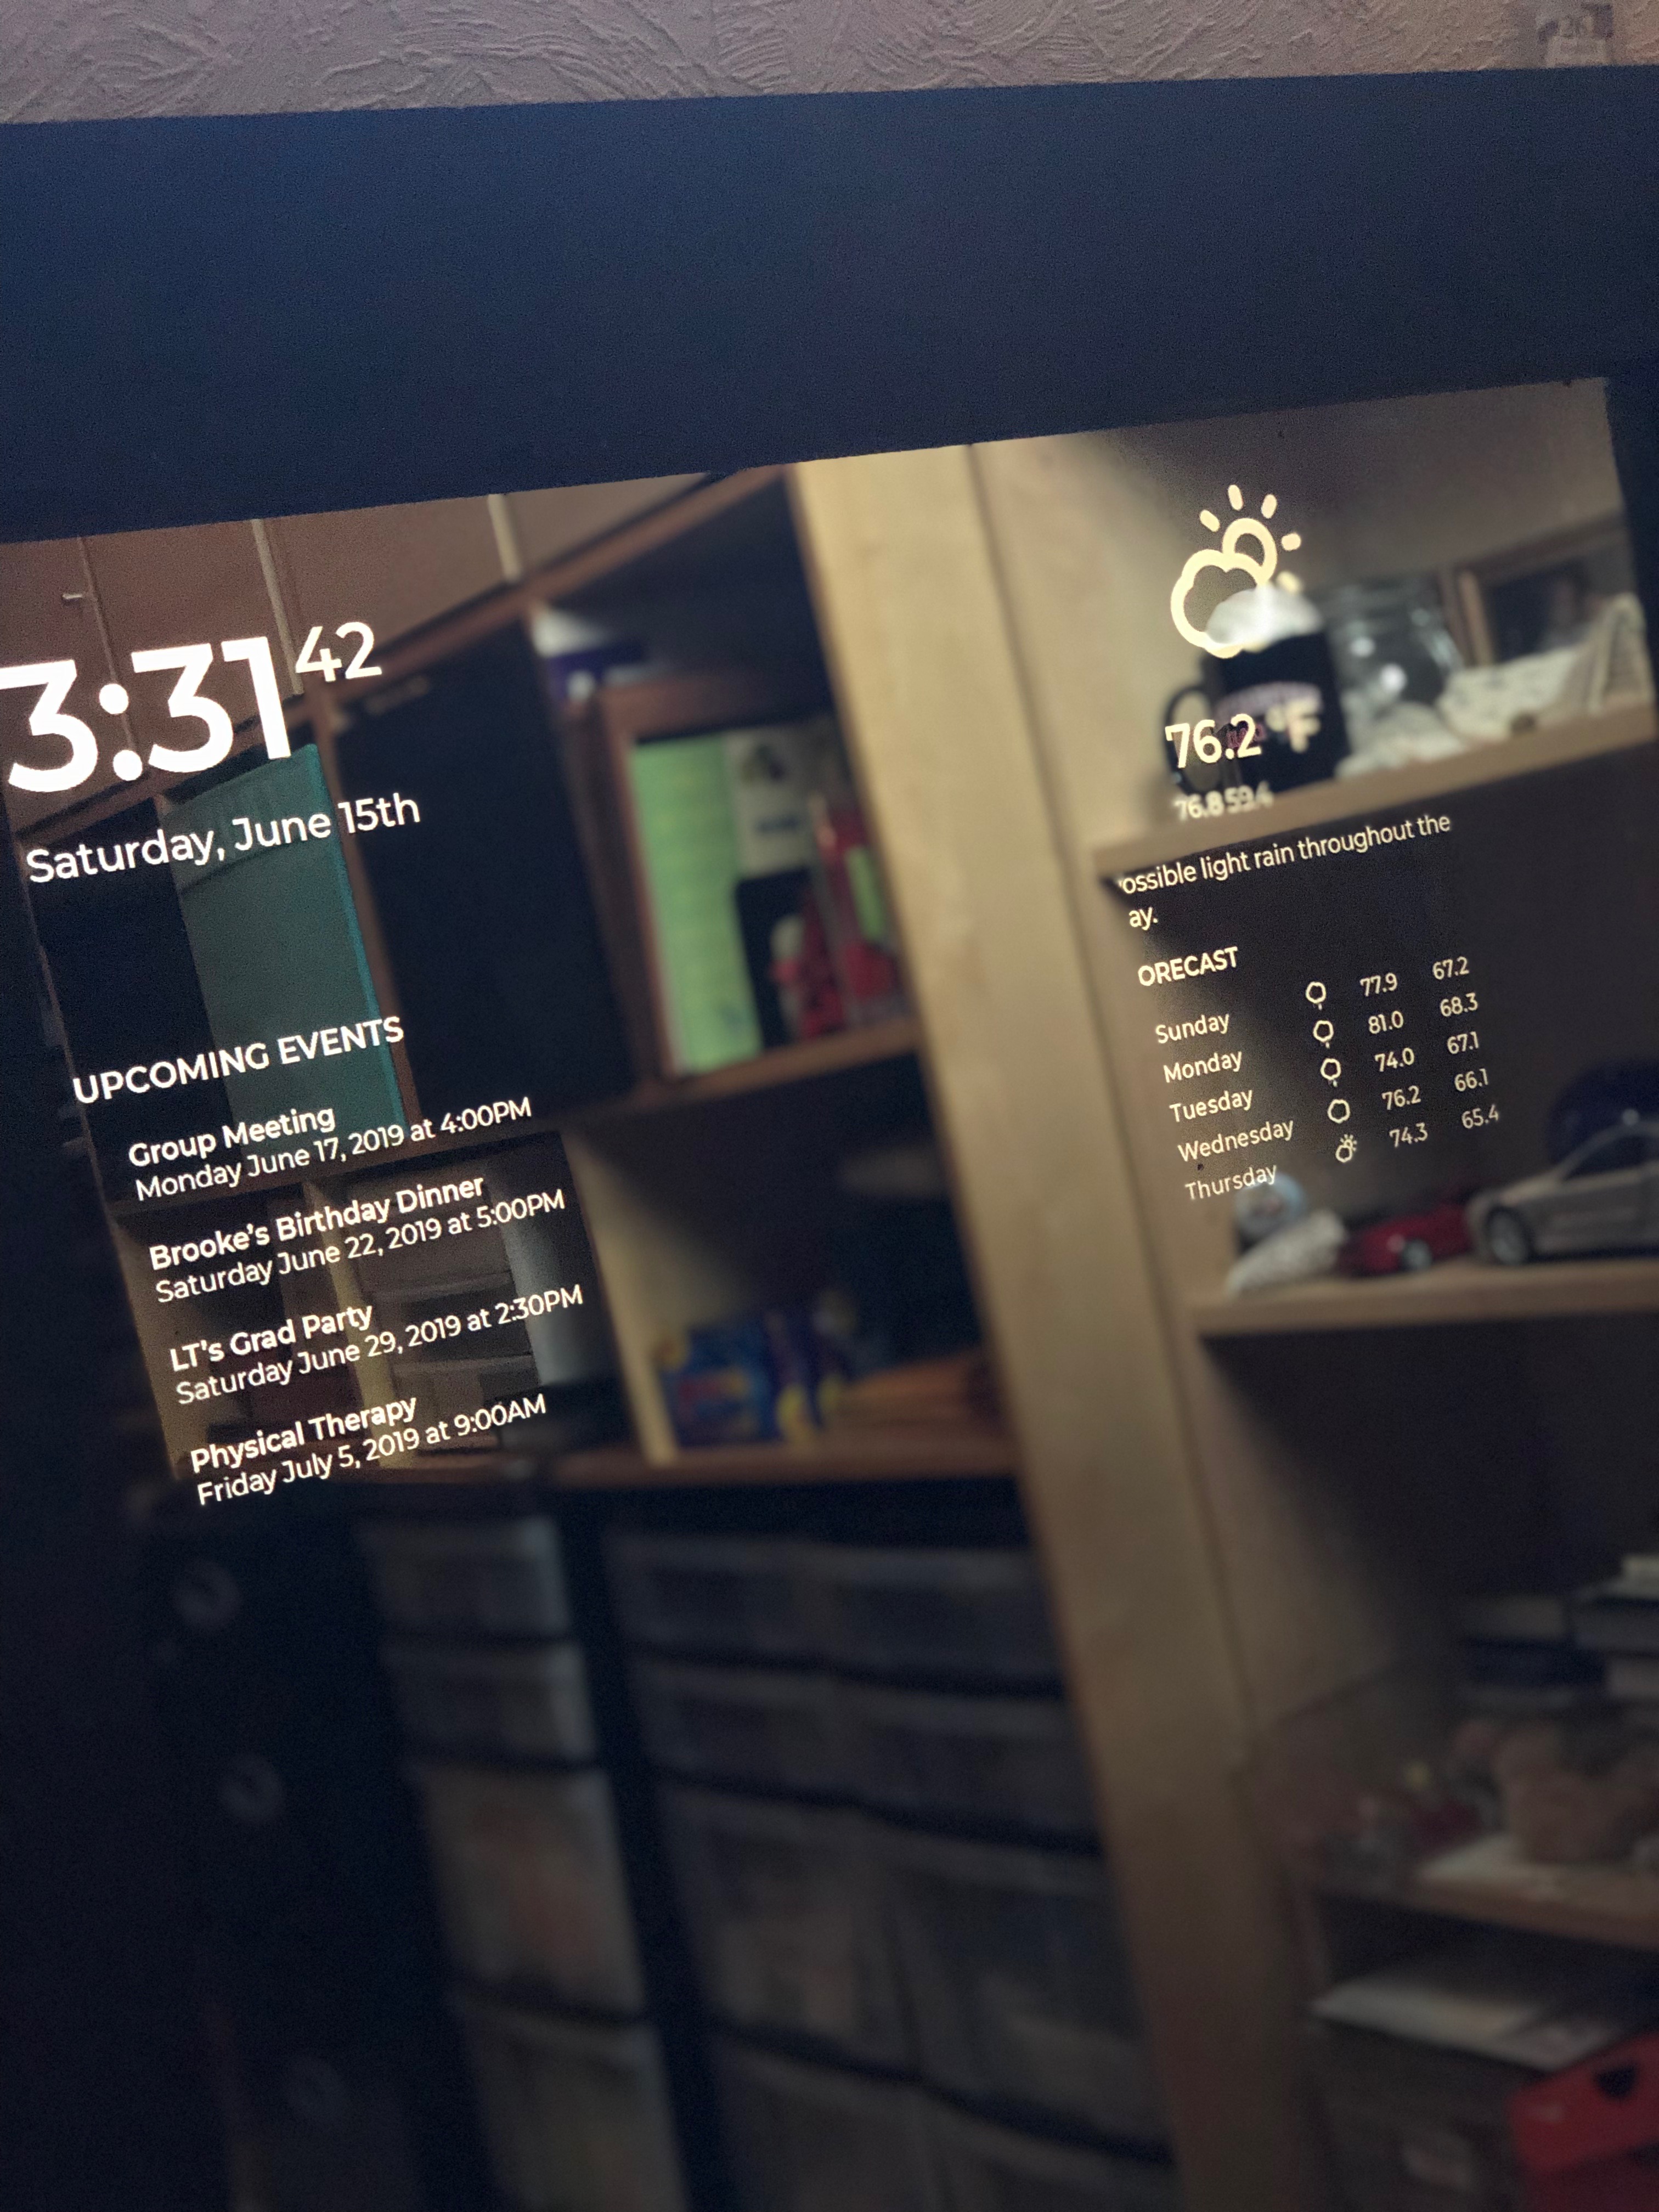 3:31 42
Saturday, June 15th
UPCOMING EVENTS
Group Meeting
Monday June 17, 2019 at 4:00PM
Brooke's Birthday Dinner
Saturday June 22, 2019 at 5:00PM
LT's Grad Party
Saturday June 29, 2019 at 2:30PM
Physical Therapy
Friday July 5, 2019 at 9:00AM
76.2 °F
76.8 59.4
ossible light rain throughout the
ay.
ORECAST
Sunday 77.9 67.2
Monday 81.0 68.3
Tuesday 74.0 67.1
Wednesday 76.2 66.1
Thursday 74.3 65.4